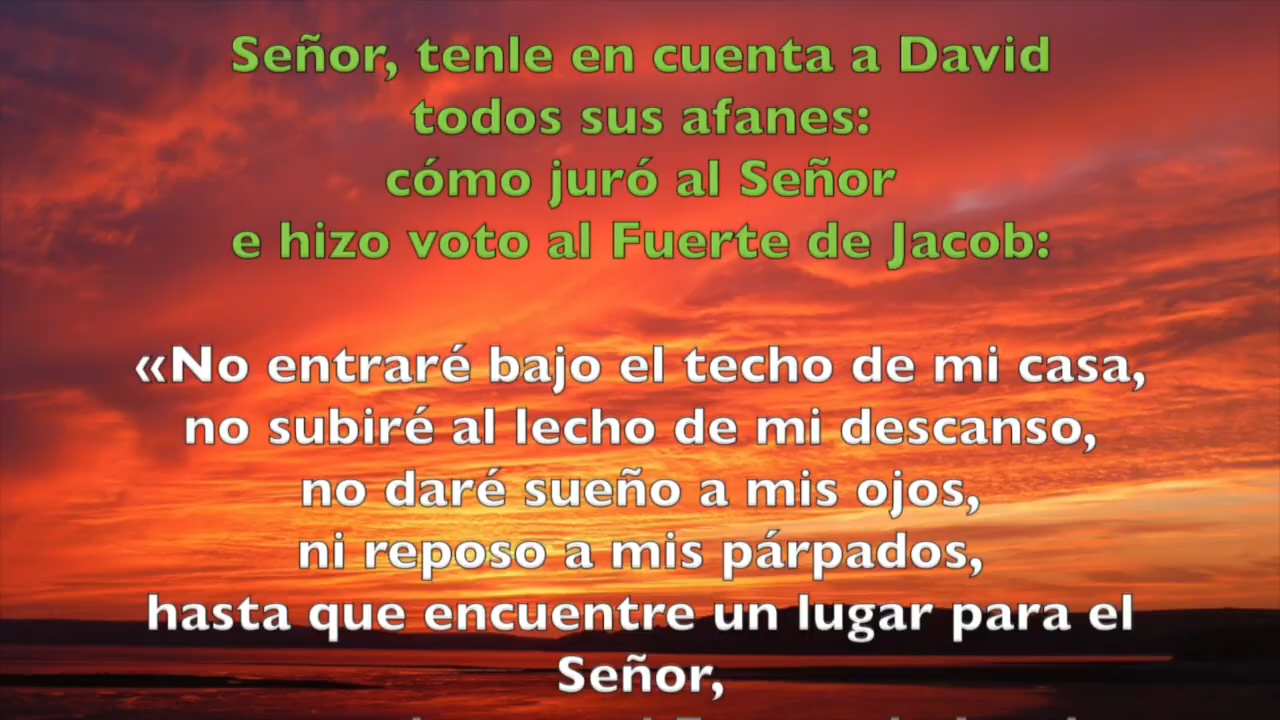 Señor, tenle en cuenta a David
todos sus afanes:
cómo juró al Señor
e hizo voto al Fuerte de Jacob:
«No entraré bajo el techo de mi casa,
no subiré al lecho de mi descanso,
no daré sueño a mis ojos,
ni reposo a mis párpados,
hasta que encuentre un lugar para el
Señor,